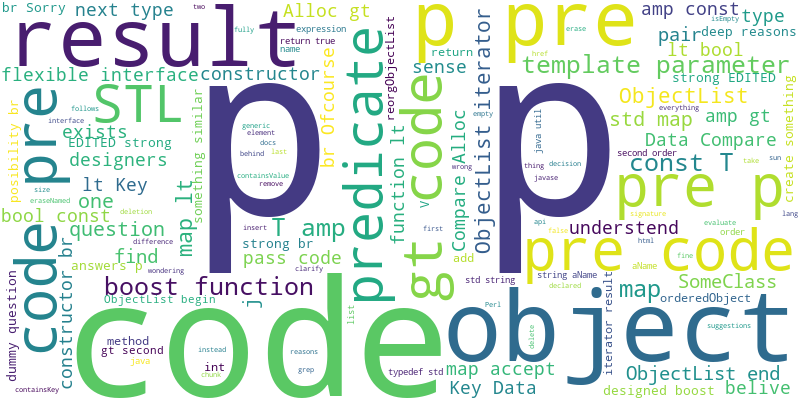 br Sorry
next type
result
Alloc gt
two
fully
expression
return true
name
p
pre
amp const
isEmpty
type
deep reasons
pair
lt bool
erase
href
flexible interface
constructor
STL
code pre
predicate
reorgObjectList
return
sense
ObjectList iterator
template parameter
strong EDITED
ObjectList
everything
std map
amp gt
Data Compare
create something
follows
interface
exists
EDITED strong
designers
posibility br
something similar
generic
element
docs
behind
last
containsValue
remove
p
p
br Ofcourse
function lt
gt code
empty
wrong
Compare Alloc
V
first
java util
thing
decision
javase
second order
const T
take
sun
lang
lt Key
size
eraseNamed
one
bool const
deletion
question
map lt
difference
find
answers p
wondering
insert
T amp
strong br
pass code
clarify
add
api
false
signature
pre p
understend
evaluate
order
pre code
html
fine
aName
string aName
declared
std string
SomeClass
map
orderedObject
constructor br
boost function
ObjectList begin
j
dummy question
containsKey
code
method
gt second
java
int
instead
chunk
reasons
grep
list
typedef std
Perl
object
delete
iterator result
suggestions
map accept
Key Data
ObjectList end
designed boost
belive